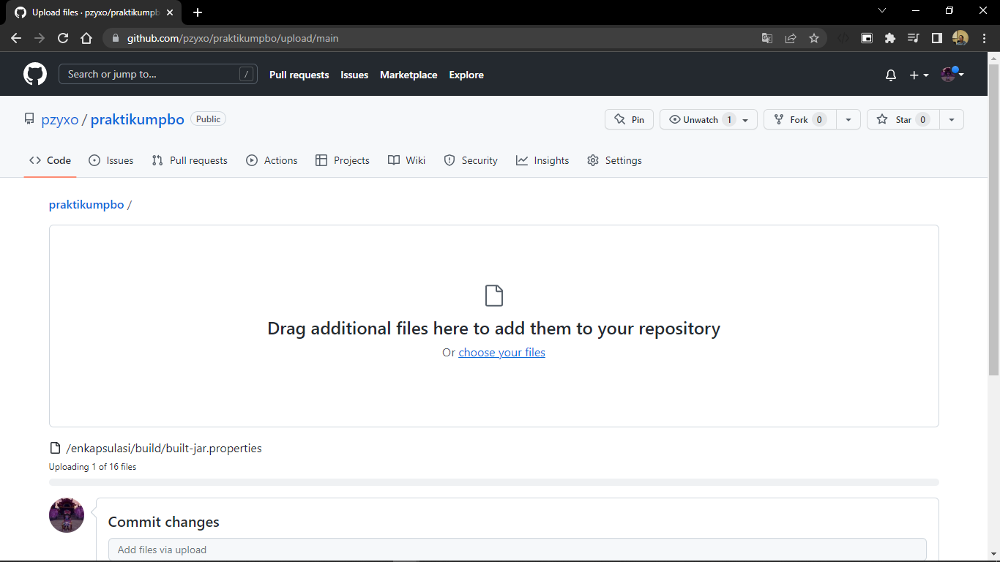 Upload files · pzyxo/praktikumpb
github.com/pzyxo/praktikumpbo/upload/main
Search or jump to... /
Pull requests Issues Marketplace Explore
pzyxo / praktikumpbo Public
Pin Unwatch 1 Fork 0 Star 0
Code Issues Pull requests Actions Projects Wiki Security Insights Settings
praktikumpbo /
Drag additional files here to add them to your repository
Or choose your files
/enkapsulasi/build/built-jar.properties
Uploading 1 of 16 files
Commit changes
Add files via upload